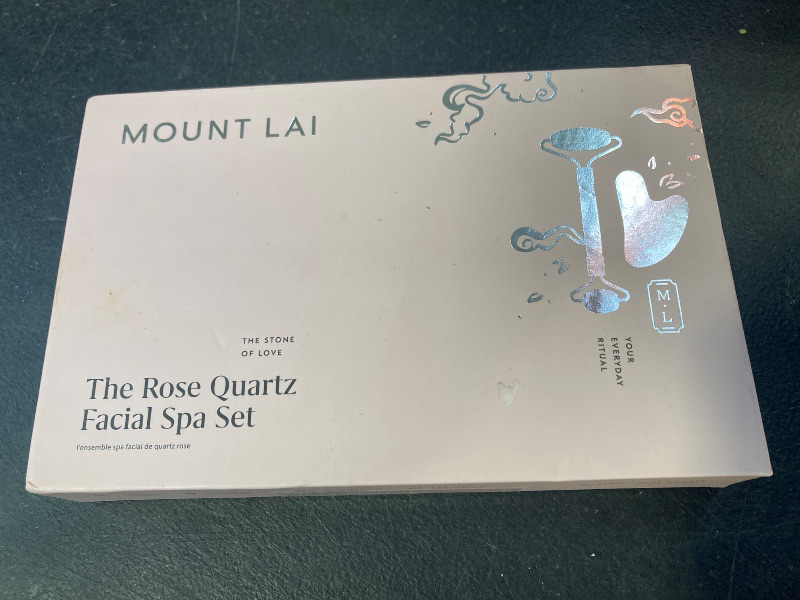 MOUNT LAI
THE STONE
OF LOVE
The Rose Quartz
Facial Spa Set
l'ensemble spa facial de quartz rose
M
·
L
YOUR
EVERYDAY
RITUAL